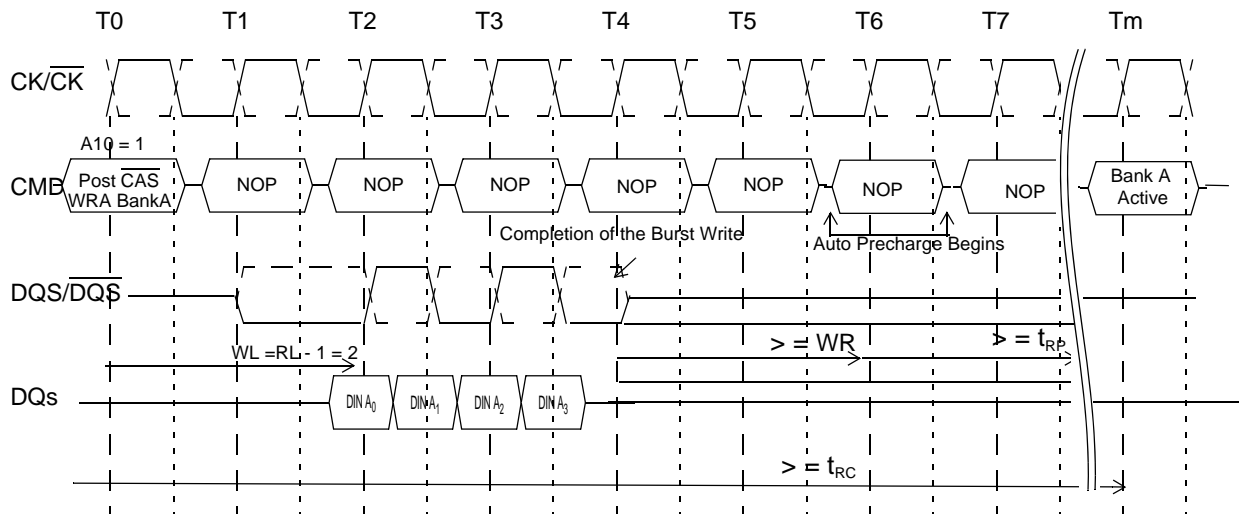 T0 T1 T2 T3 T4 T5 T6 T7 Tm
CK/CK
A10 = 1
CMD
Post CAS
WRA BankA
NOP NOP NOP NOP NOP NOP NOP
Bank A
Active
Completion of the Burst Write
Auto Precharge Begins
DQS/DQS
> = WR
> = tRP
WL =RL - 1 = 2
DQs
DIN A0 DIN A1 DIN A2 DIN A3
> = tRC